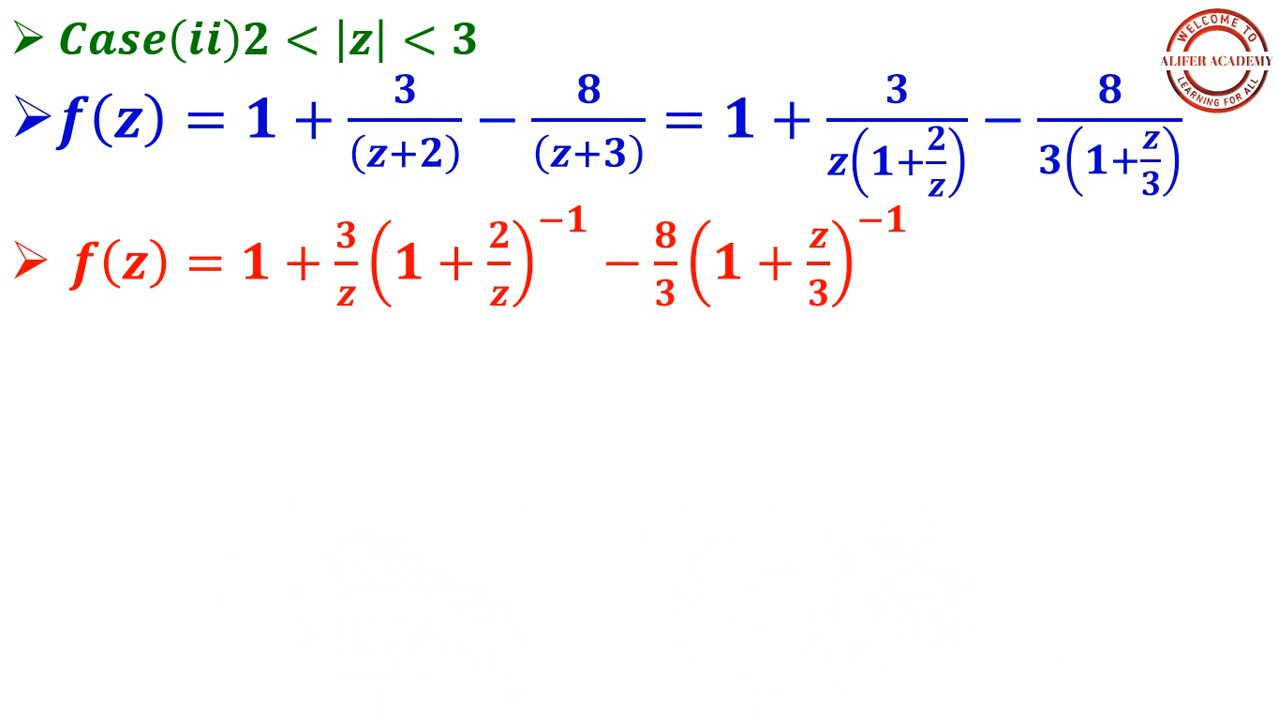 ➢ Case(ii)2 < |z| < 3
WELCOME TO
ALIFER ACADEMY
LEARNING FOR ALL
➢ f(z) = 1 + 3/(z+2) − 8/(z+3) = 1 + 3/(z(1+2/z)) − 8/(3(1+z/3))
➢ f(z) = 1 + 3/z (1 + 2/z)^−1 − 8/3 (1 + z/3)^−1